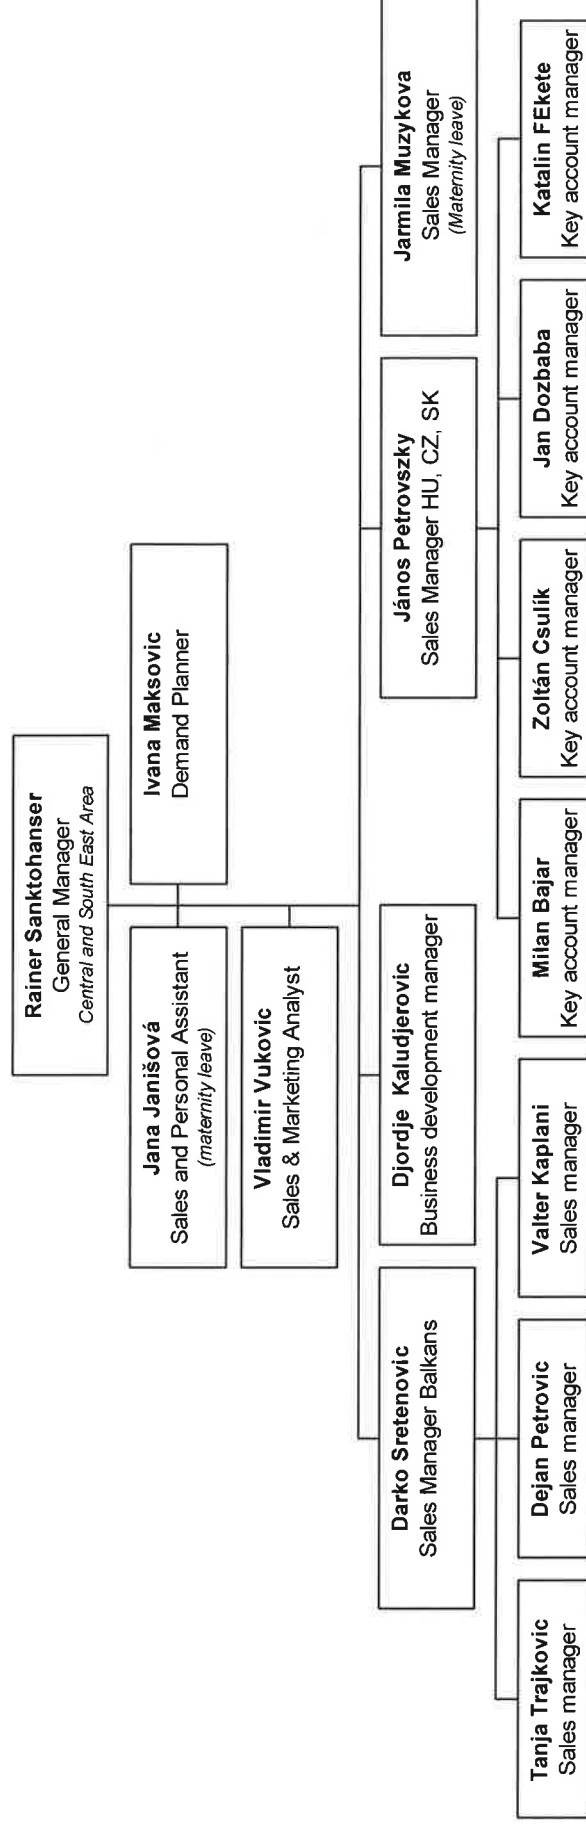 Rainer Sanktohanser
General Manager
Central and South East Area
Jana Janišová
Sales and Personal Assistant
(maternity leave)
Ivana Maksovic
Demand Planner
Vladimir Vukovic
Sales & Marketing Analyst
Darko Sretenovic
Sales Manager Balkans
Djordje Kaludjerovic
Business development manager
János Petrovszky
Sales Manager HU, CZ, SK
Jarmila Muzykova
Sales Manager
(Maternity leave)
Tanja Trajkovic
Sales manager
Dejan Petrovic
Sales manager
Valter Kaplani
Sales manager
Milan Bajar
Key account manager
Zoltán Csulík
Key account manager
Jan Dozbaba
Key account manager
Katalin FEkete
Key account manager